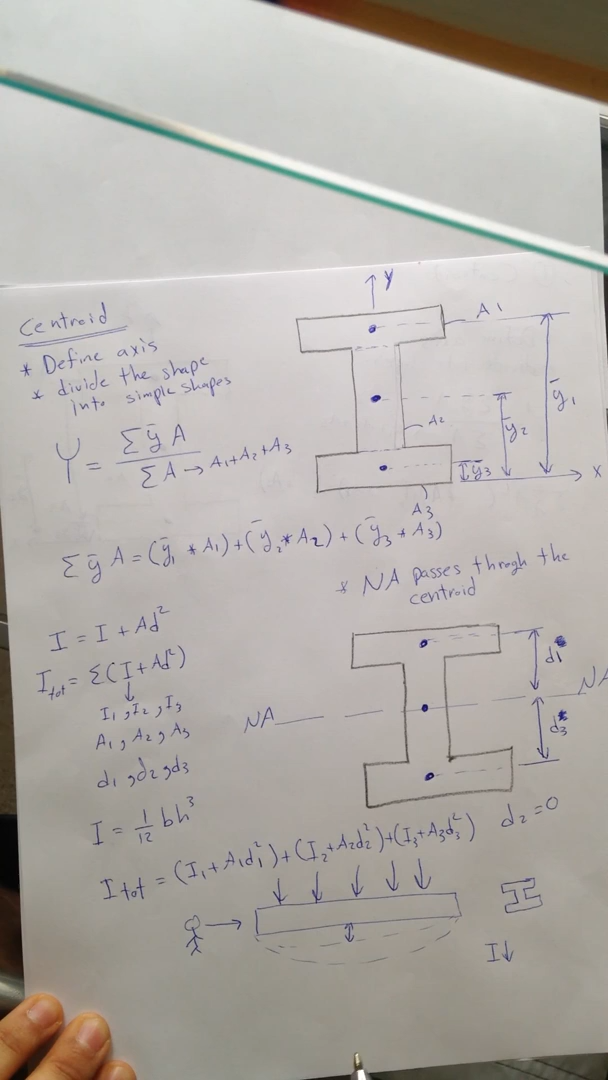 Centroid
* Define axis
* divide the shape
into simple shapes
Y = Σ ȳ A / Σ A → A₁+A₂+A₃
Y
A1
A2
A3
ȳ₁
ȳ₂
ȳ₃
X
Σ ȳ A = (ȳ₁ * A₁) + (ȳ₂ * A₂) + (ȳ₃ * A₃)
* NA passes throgh the
centroid
I = I + Ad²
I tot = Σ(I + Ad²)
↓
I₁, I₂, I₃
A₁, A₂, A₃
d₁, d₂, d₃
I = 1/12 bh³
NA
NA
d₁
d₃
d₂=0
I tot = (I₁+A₁d₁²)+(I₂+A₂d₂²)+(I₃+A₃d₃²)
I↓